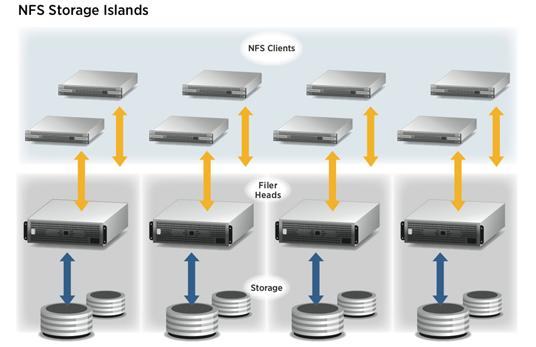 NFS Storage Islands
NFS Clients
Filer
Heads
Storage